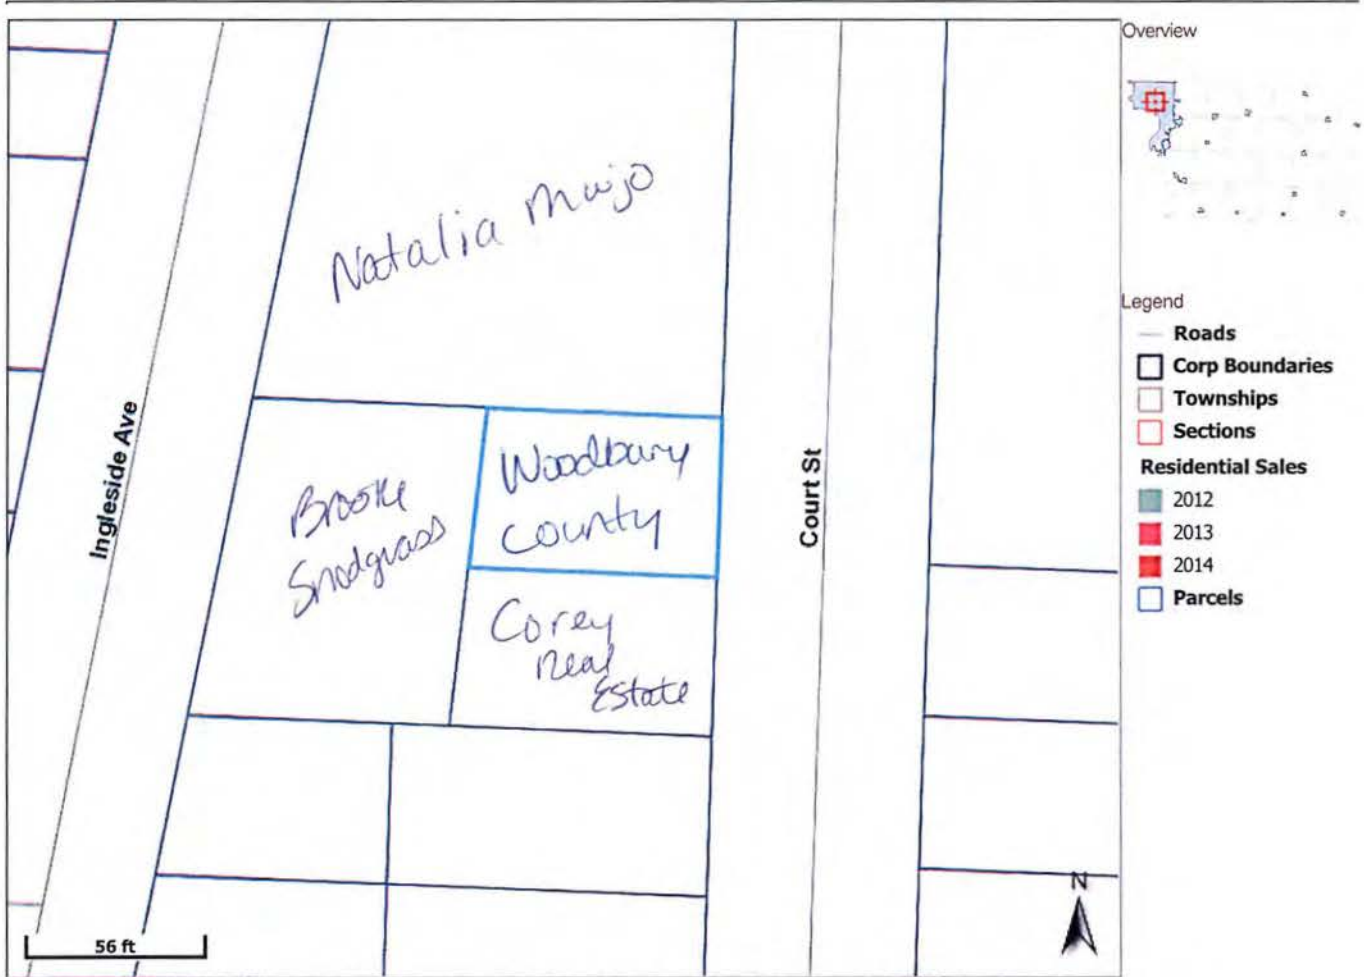 Overview
Legend
Roads
Corp Boundaries
Townships
Sections
Residential Sales
2012
2013
2014
Parcels
Natalia Muijo
Ingleside Ave
Brooke
Snodgrass
Woodbury
County
Corey
Real
Estate
Court St
56 ft
N